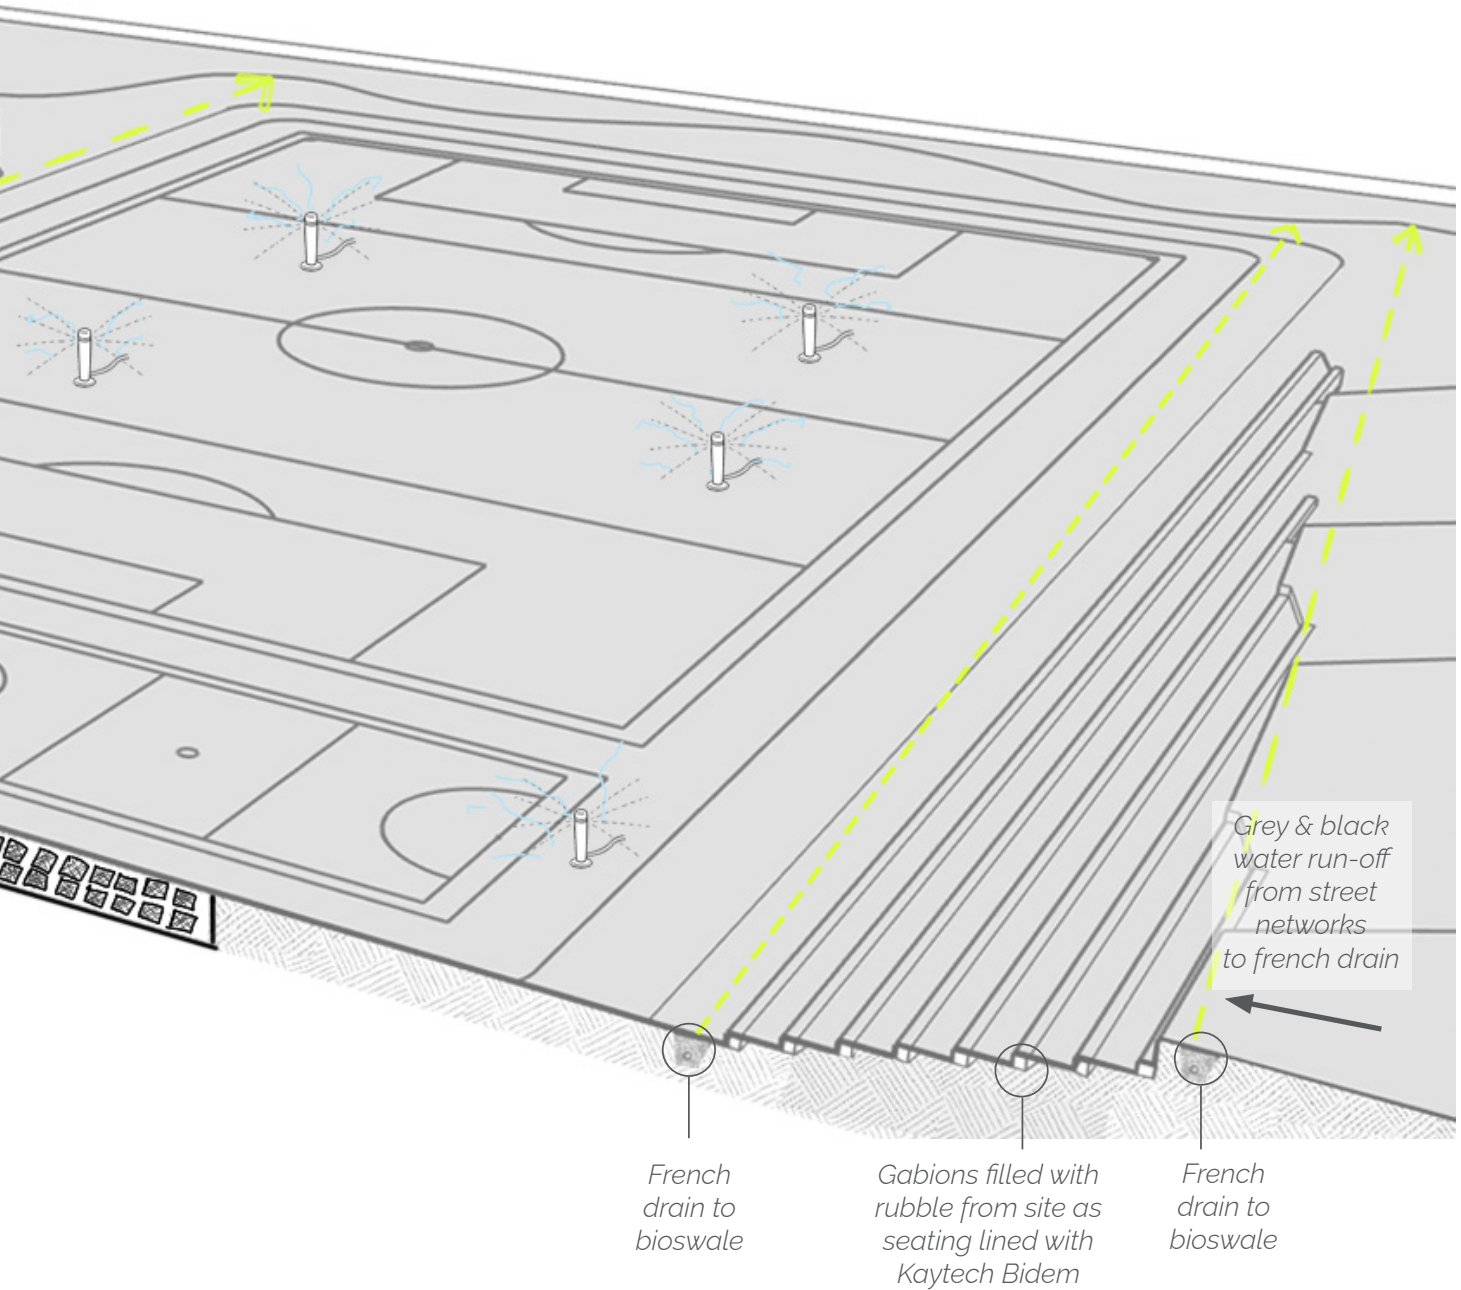 Grey & black
water run-off
from street
networks
to french drain
French
drain to
bioswale
Gabions filled with
rubble from site as
seating lined with
Kaytech Bidem
French
drain to
bioswale